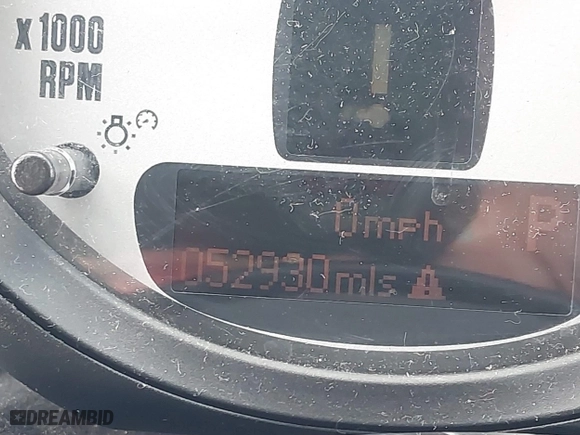 x1000
RPM
0mph
P
052930mls
DREAMBID